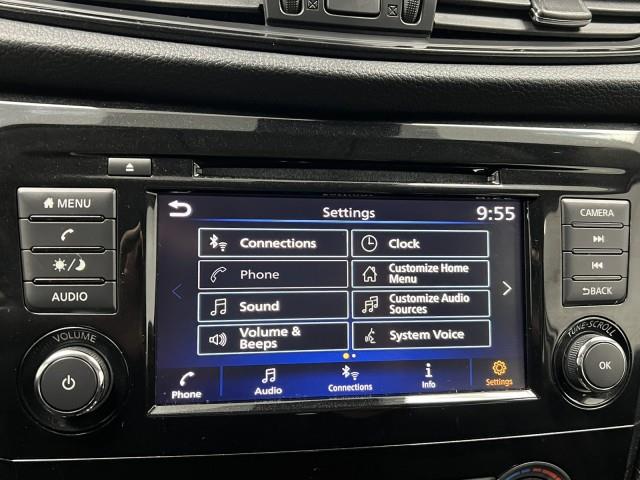 MENU
AUDIO
VOLUME
Settings
9:55
Connections
Clock
Phone
Customize Home
Menu
Sound
Customize Audio
Sources
Volume &
Beeps
System Voice
Phone
Audio
Connections
Info
Settings
CAMERA
BACK
TUNE·SCROLL
OK